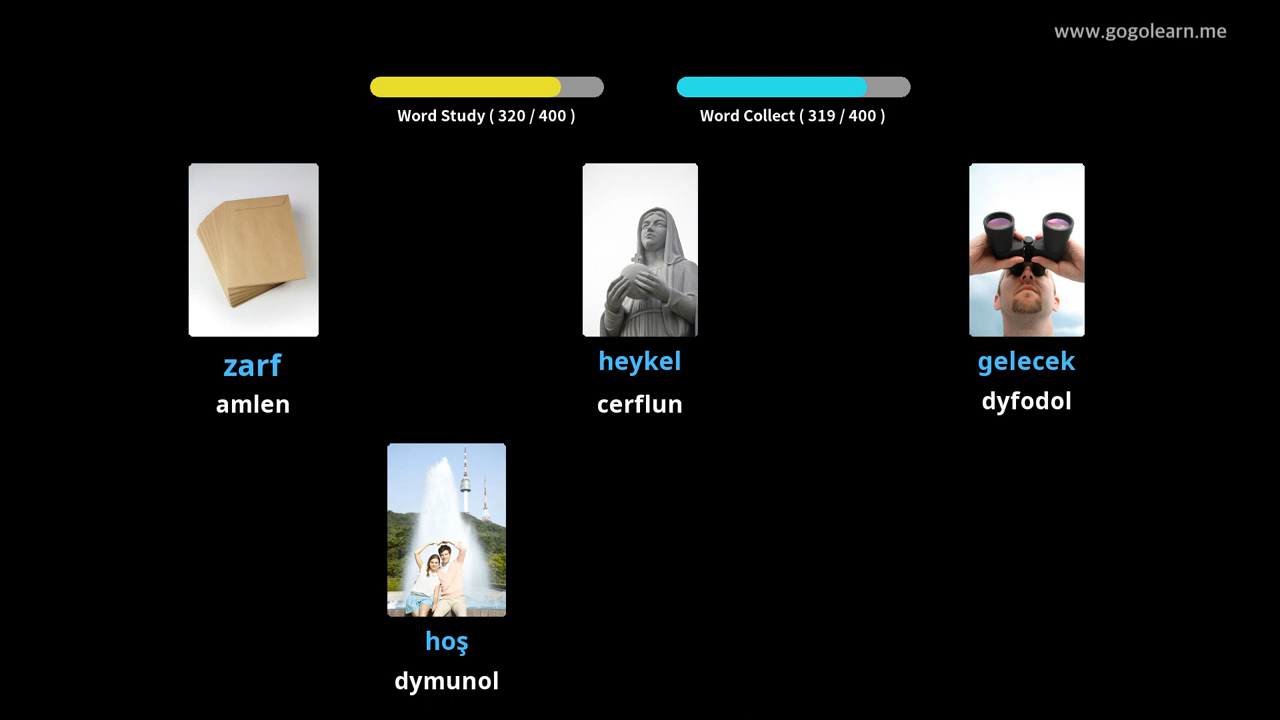 www.gogolearn.me
Word Study ( 320 / 400 )
Word Collect ( 319 / 400 )
zarf
amlen
heykel
cerflun
gelecek
dyfodol
hoş
dymunol